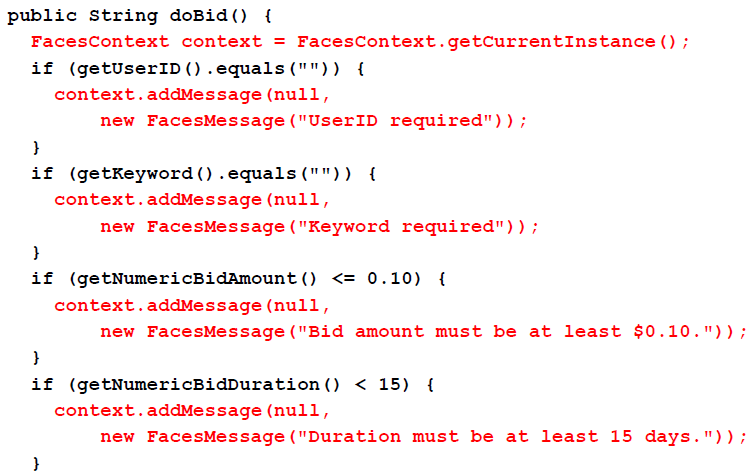 public String doBid() {
  FacesContext context = FacesContext.getCurrentInstance();
  if (getUserID().equals("")) {
    context.addMessage(null,
        new FacesMessage("UserID required"));
  }
  if (getKeyword().equals("")) {
    context.addMessage(null,
        new FacesMessage("Keyword required"));
  }
  if (getNumericBidAmount() <= 0.10) {
    context.addMessage(null,
        new FacesMessage("Bid amount must be at least $0.10."));
  }
  if (getNumericBidDuration() < 15) {
    context.addMessage(null,
        new FacesMessage("Duration must be at least 15 days."));
  }